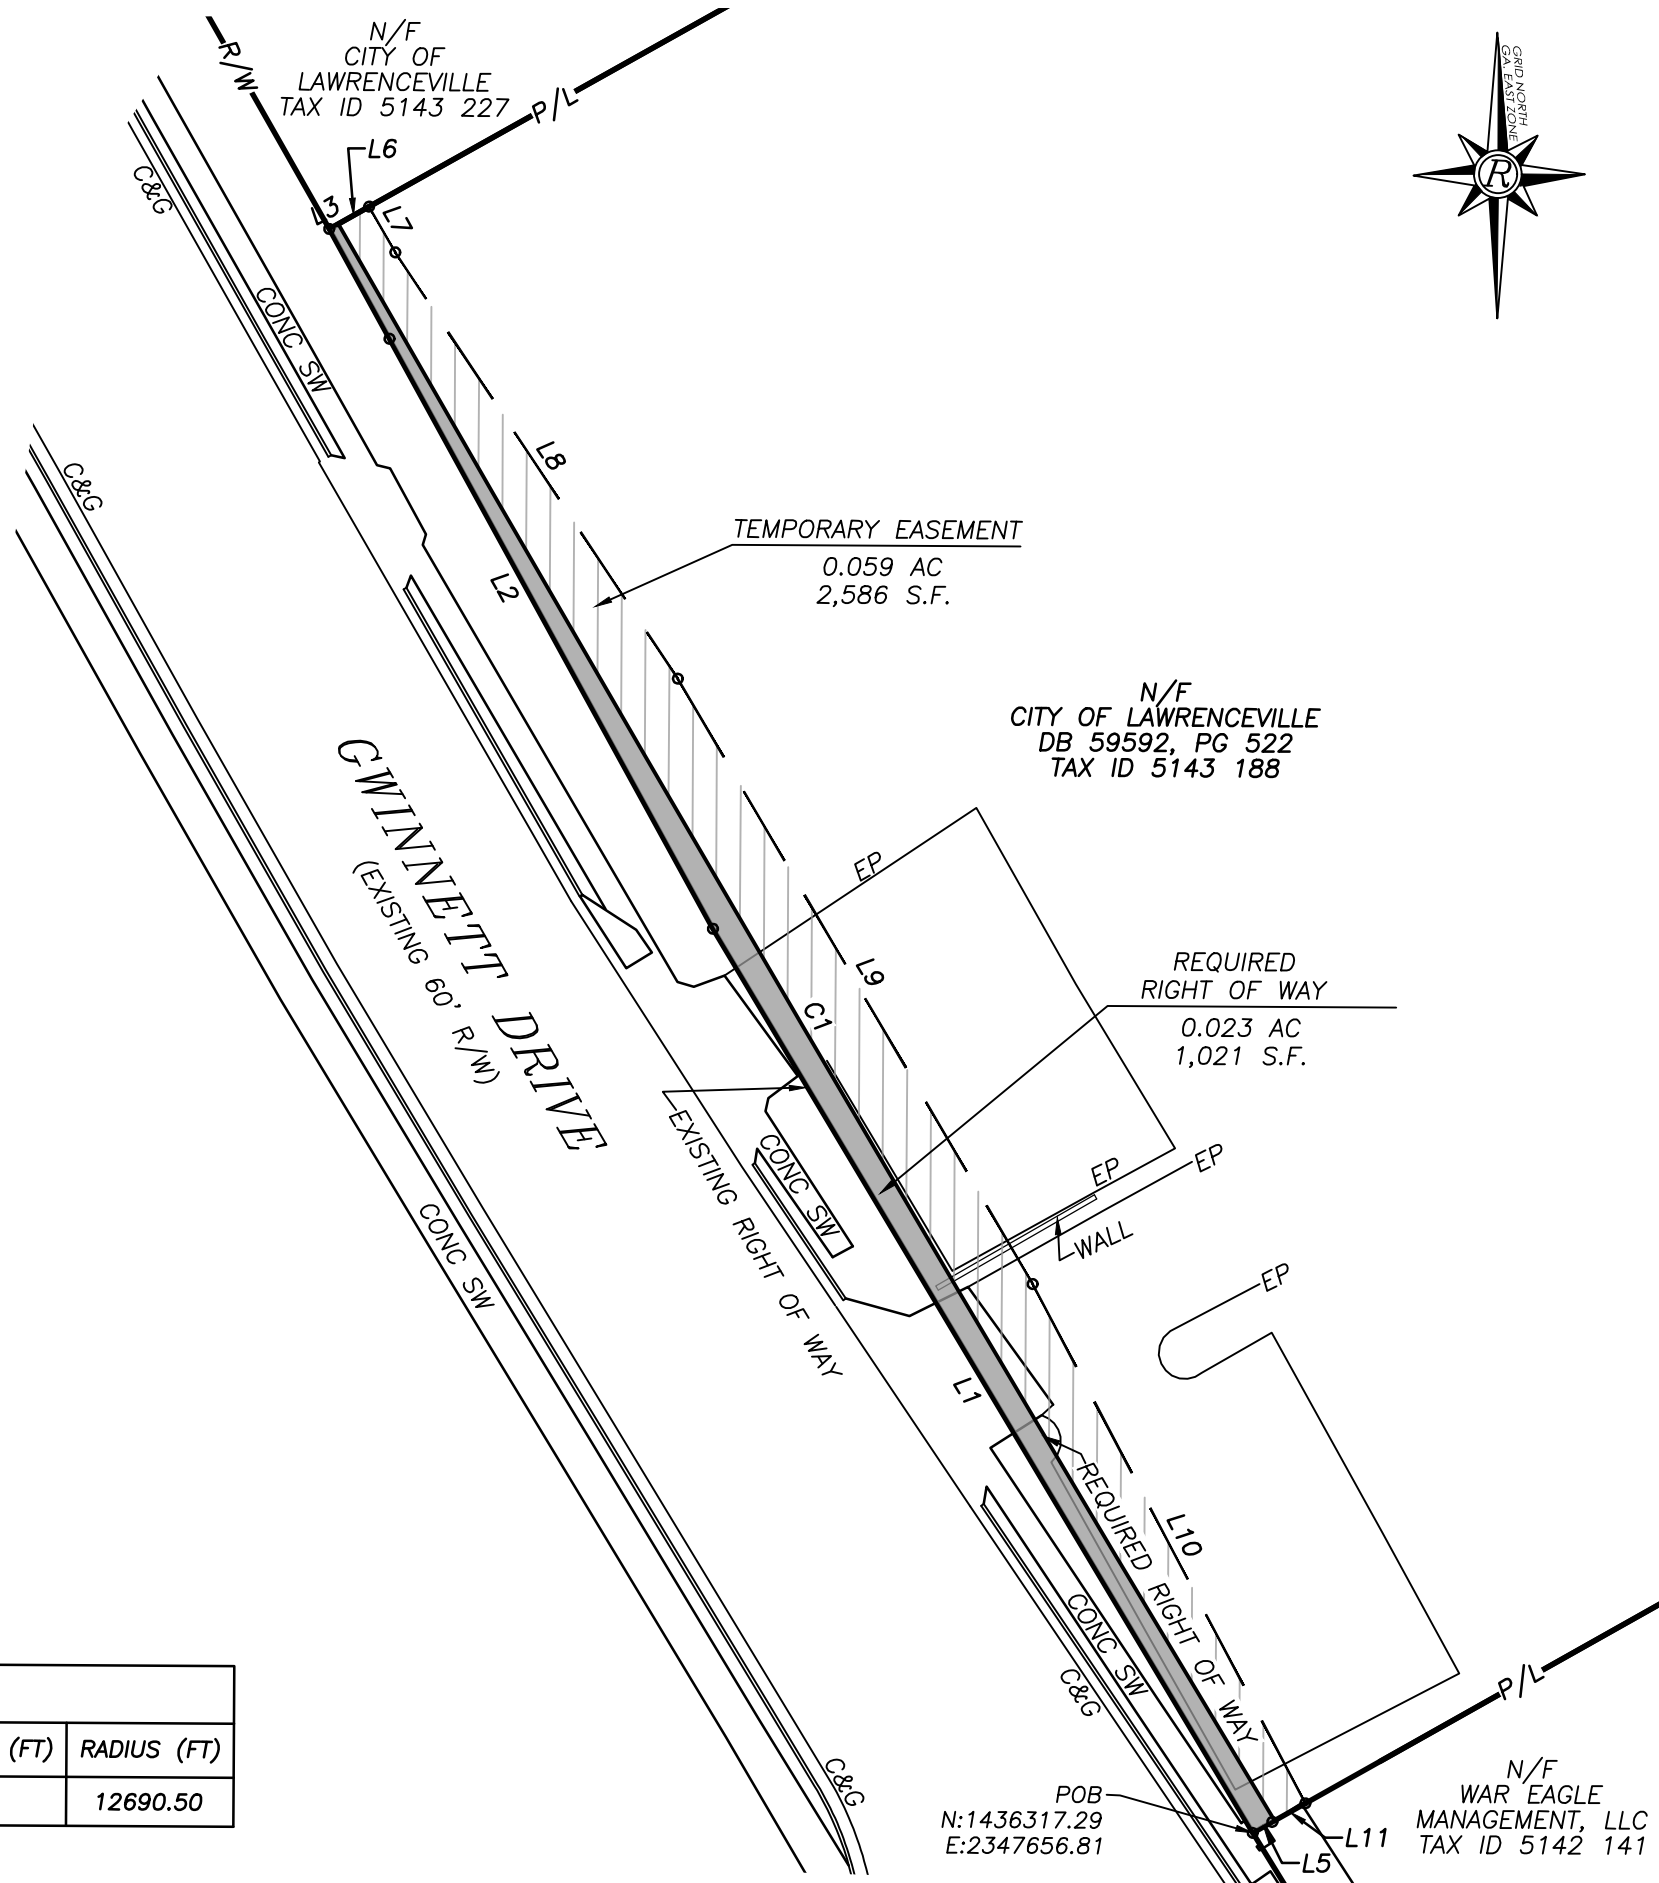 N/F
CITY OF
LAWRENCEVILLE
TAX ID 5143 227
R/W
P/L
GRID NORTH
GA. EAST ZONE
R
L6
L3
L7
C&G
CONC SW
L8
C&G
TEMPORARY EASEMENT
0.059 AC
2,586 S.F.
L2
N/F
CITY OF LAWRENCEVILLE
DB 59592, PG 522
TAX ID 5143 188
GWINNETT DRIVE
(EXISTING 60' R/W)
EP
L9
C1
REQUIRED
RIGHT OF WAY
0.023 AC
1,021 S.F.
EXISTING RIGHT OF WAY
CONC SW
EP
EP
WALL
CONC SW
EP
L1
REQUIRED RIGHT OF WAY
L10
CONC SW
C&G
P/L
C&G
(FT)
RADIUS (FT)
12690.50
POB
N:1436317.29
E:2347656.81
L5
L11
N/F
WAR EAGLE
MANAGEMENT, LLC
TAX ID 5142 141